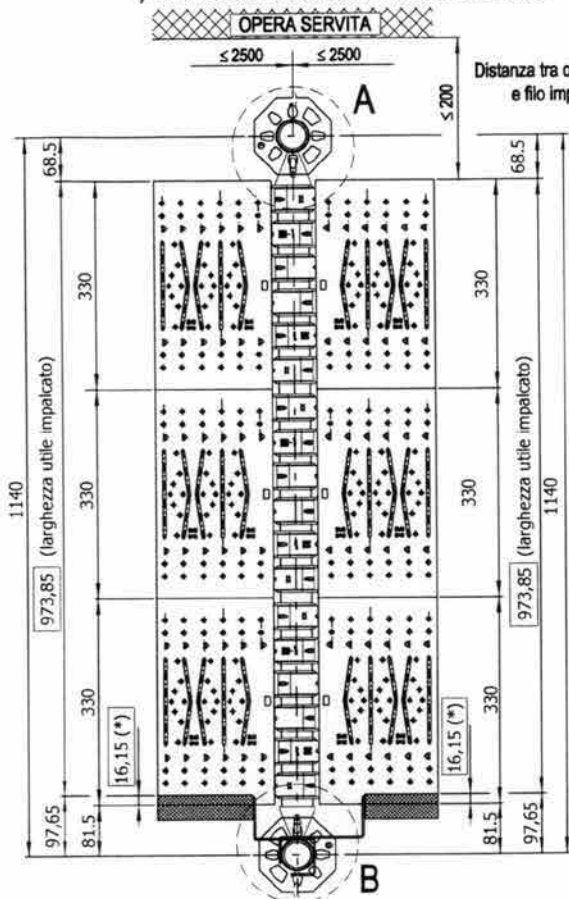 OPERA SERVITA
≤ 2500 ≤ 2500
Distanza tra
e filo
≤ 200
A
68.5
68.5
330
330
330
330
330
330
1140
973,85 (larghezza utile impalcato)
973,85 (larghezza utile impalcato)
1140
16,15 (*)
16,15 (*)
97,65
81.5
81.5
97,65
B